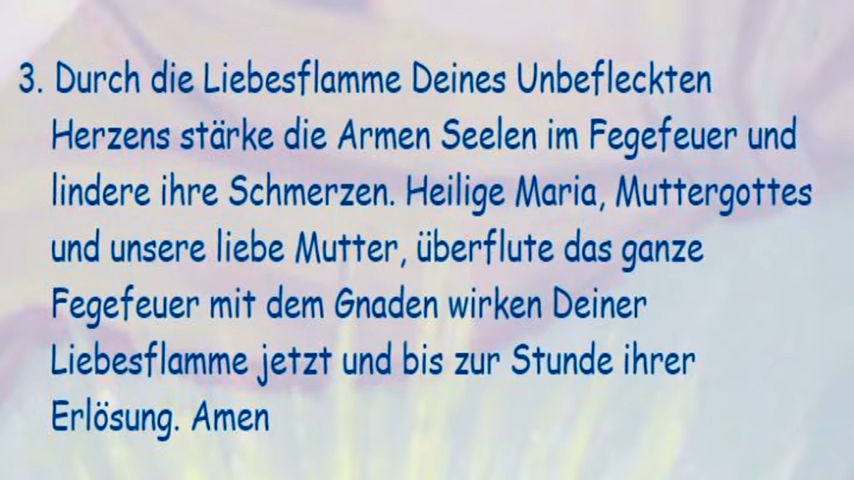 3. Durch die Liebesflamme Deines Unbefleckten
Herzens stärke die Armen Seelen im Fegefeuer und
lindere ihre Schmerzen. Heilige Maria, Muttergottes
und unsere liebe Mutter, überflute das ganze
Fegefeuer mit dem Gnaden wirken Deiner
Liebesflamme jetzt und bis zur Stunde ihrer
Erlösung. Amen